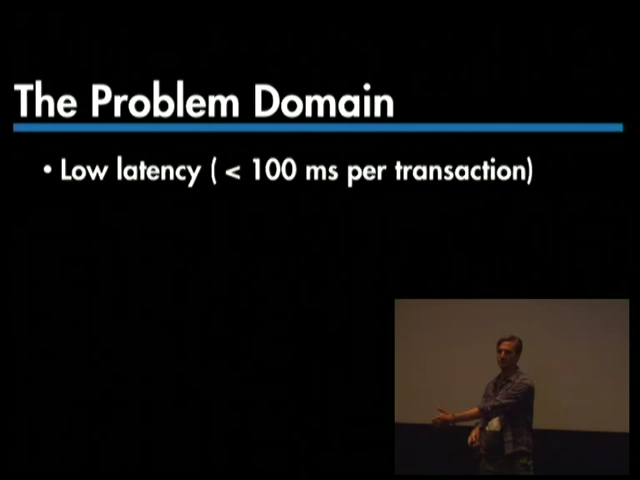 The Problem Domain
• Low latency ( < 100 ms per transaction)